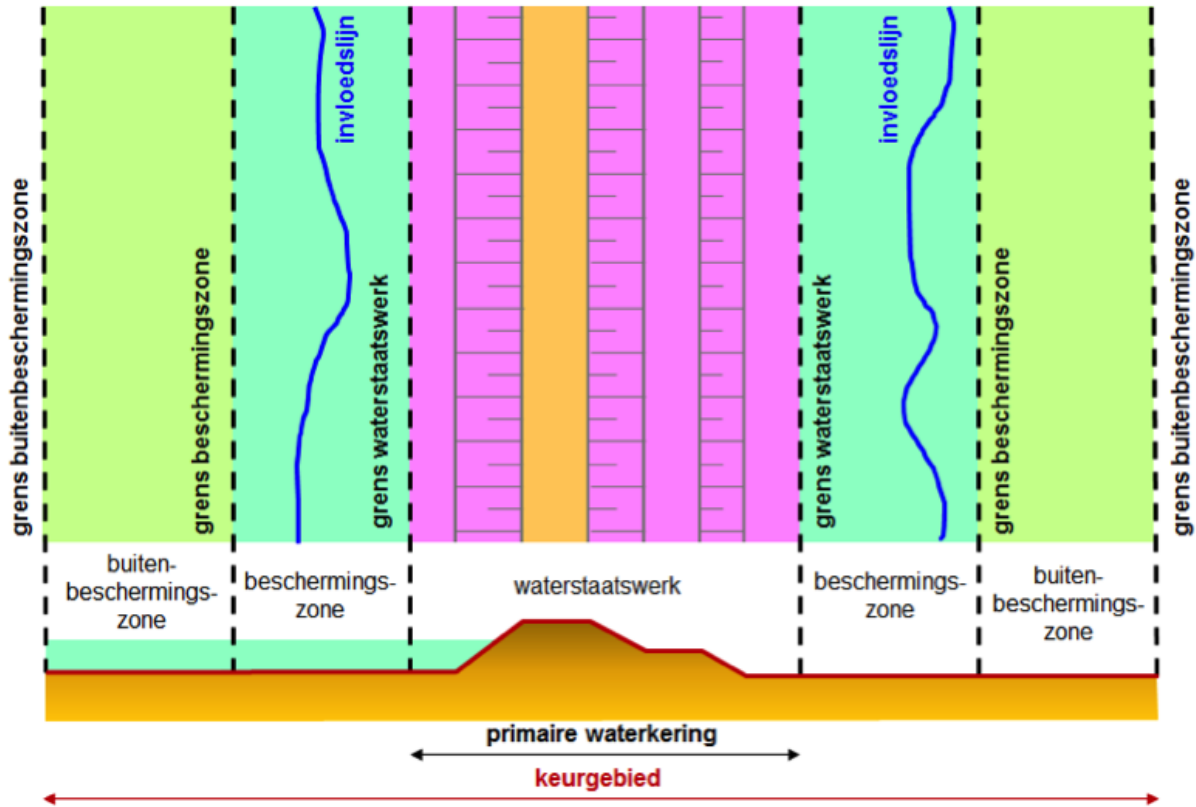 grens buitenbeschermingszone
grens beschermingszone
invloedslijn
grens waterstaatswerk
invloedslijn
grens waterstaatswerk
grens beschermingszone
grens buitenbeschermingszone
buiten-
beschermings-
zone
beschermings-
zone
waterstaatswerk
beschermings-
zone
buiten-
beschermings-
zone
primaire waterkering
keurgebied